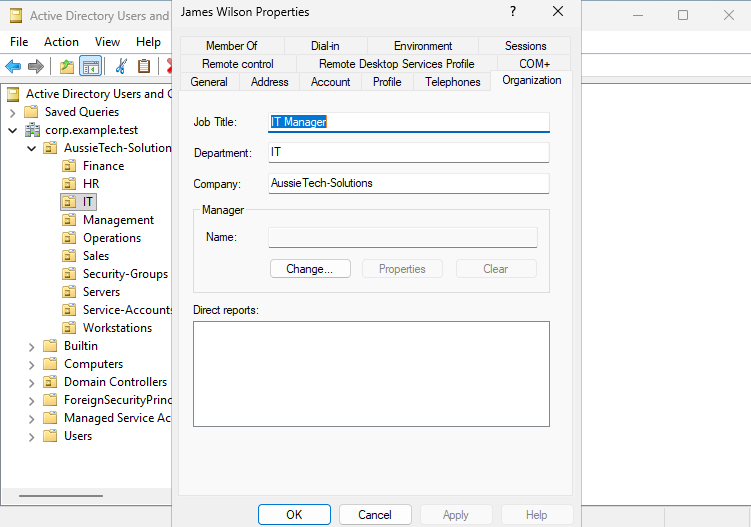 Active Directory Users and
File Action View Help
Active Directory Users and C
Saved Queries
corp.example.test
AussieTech-Solution
Finance
HR
IT
Management
Operations
Sales
Security-Groups
Servers
Service-Accounts
Workstations
Builtin
Computers
Domain Controllers
ForeignSecurityPrinc
Managed Service Ac
Users
James Wilson Properties
?
Member Of Dial-in Environment Sessions
Remote control Remote Desktop Services Profile COM+
General Address Account Profile Telephones Organization
Job Title: IT Manager
Department: IT
Company: AussieTech-Solutions
Manager
Name:
Change... Properties Clear
Direct reports:
OK Cancel Apply Help